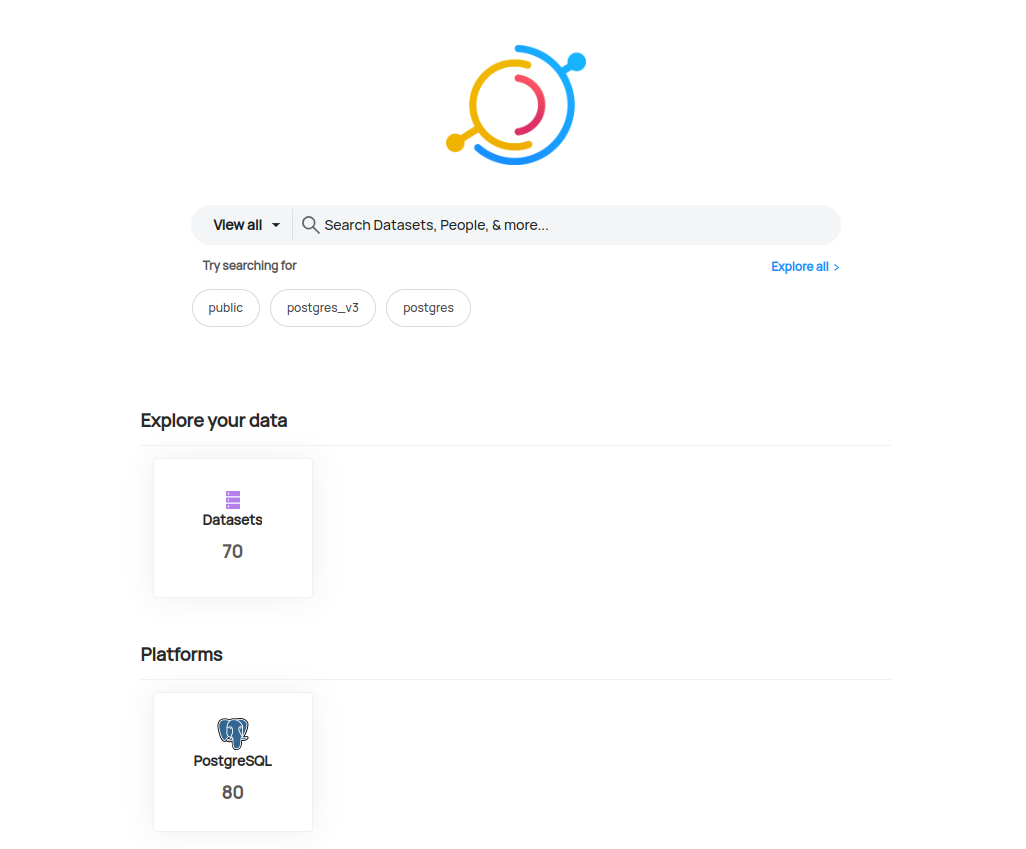 View all
Search Datasets, People, & more...
Try searching for
Explore all >
public
postgres_v3
postgres
Explore your data
Datasets
70
Platforms
PostgreSQL
80